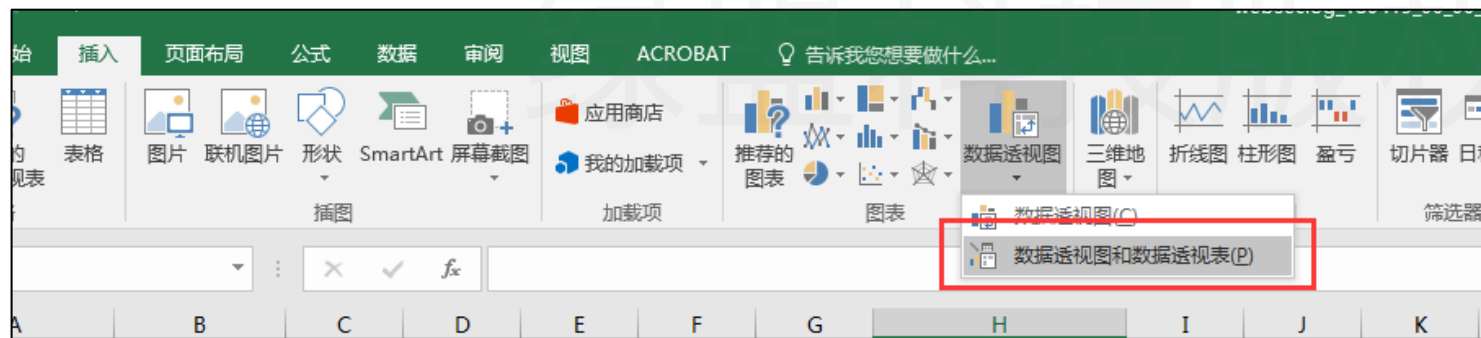 始 插入 页面布局 公式 数据 审阅 视图 ACROBAT 告诉我您想要做什么...
的 表格 图片 联机图片 形状 SmartArt 屏幕截图 应用商店 我的加载项 推荐的 数据透视图 三维地 折线图 柱形图 盈亏 切片器 日
视表 图表 图
插图 加载项 图表 筛选器
数据透视图(C)
数据透视图和数据透视表(P)
fx
A B C D E F G H I J K